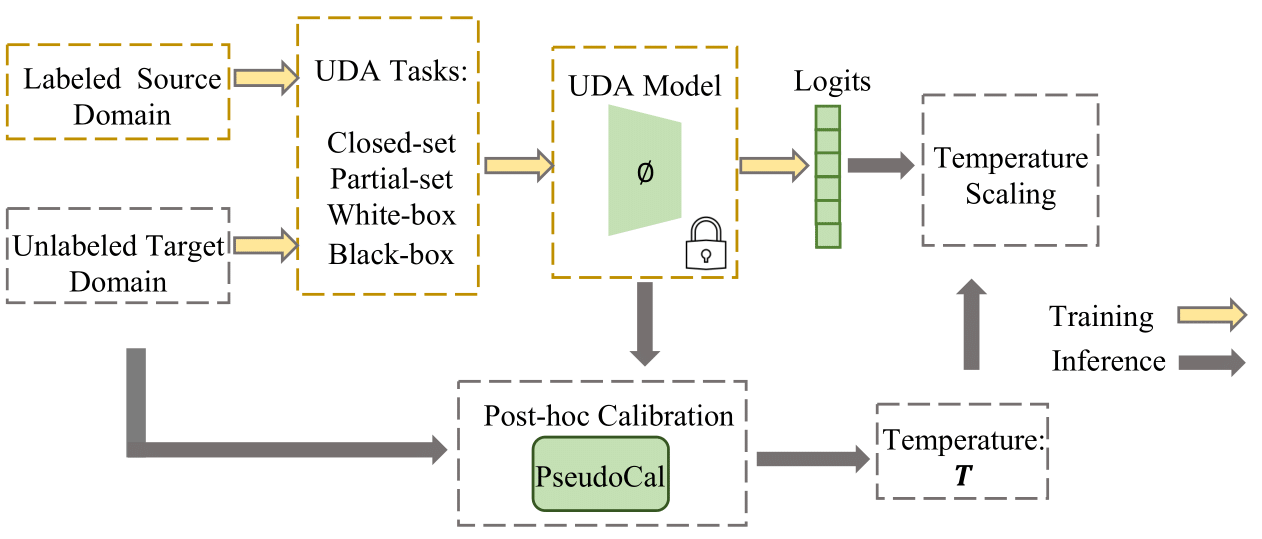 Labeled Source
Domain
Unlabeled Target
Domain
UDA Tasks:
Closed-set
Partial-set
White-box
Black-box
UDA Model
∅
Logits
Temperature
Scaling
Training
Inference
Post-hoc Calibration
PseudoCal
Temperature:
T